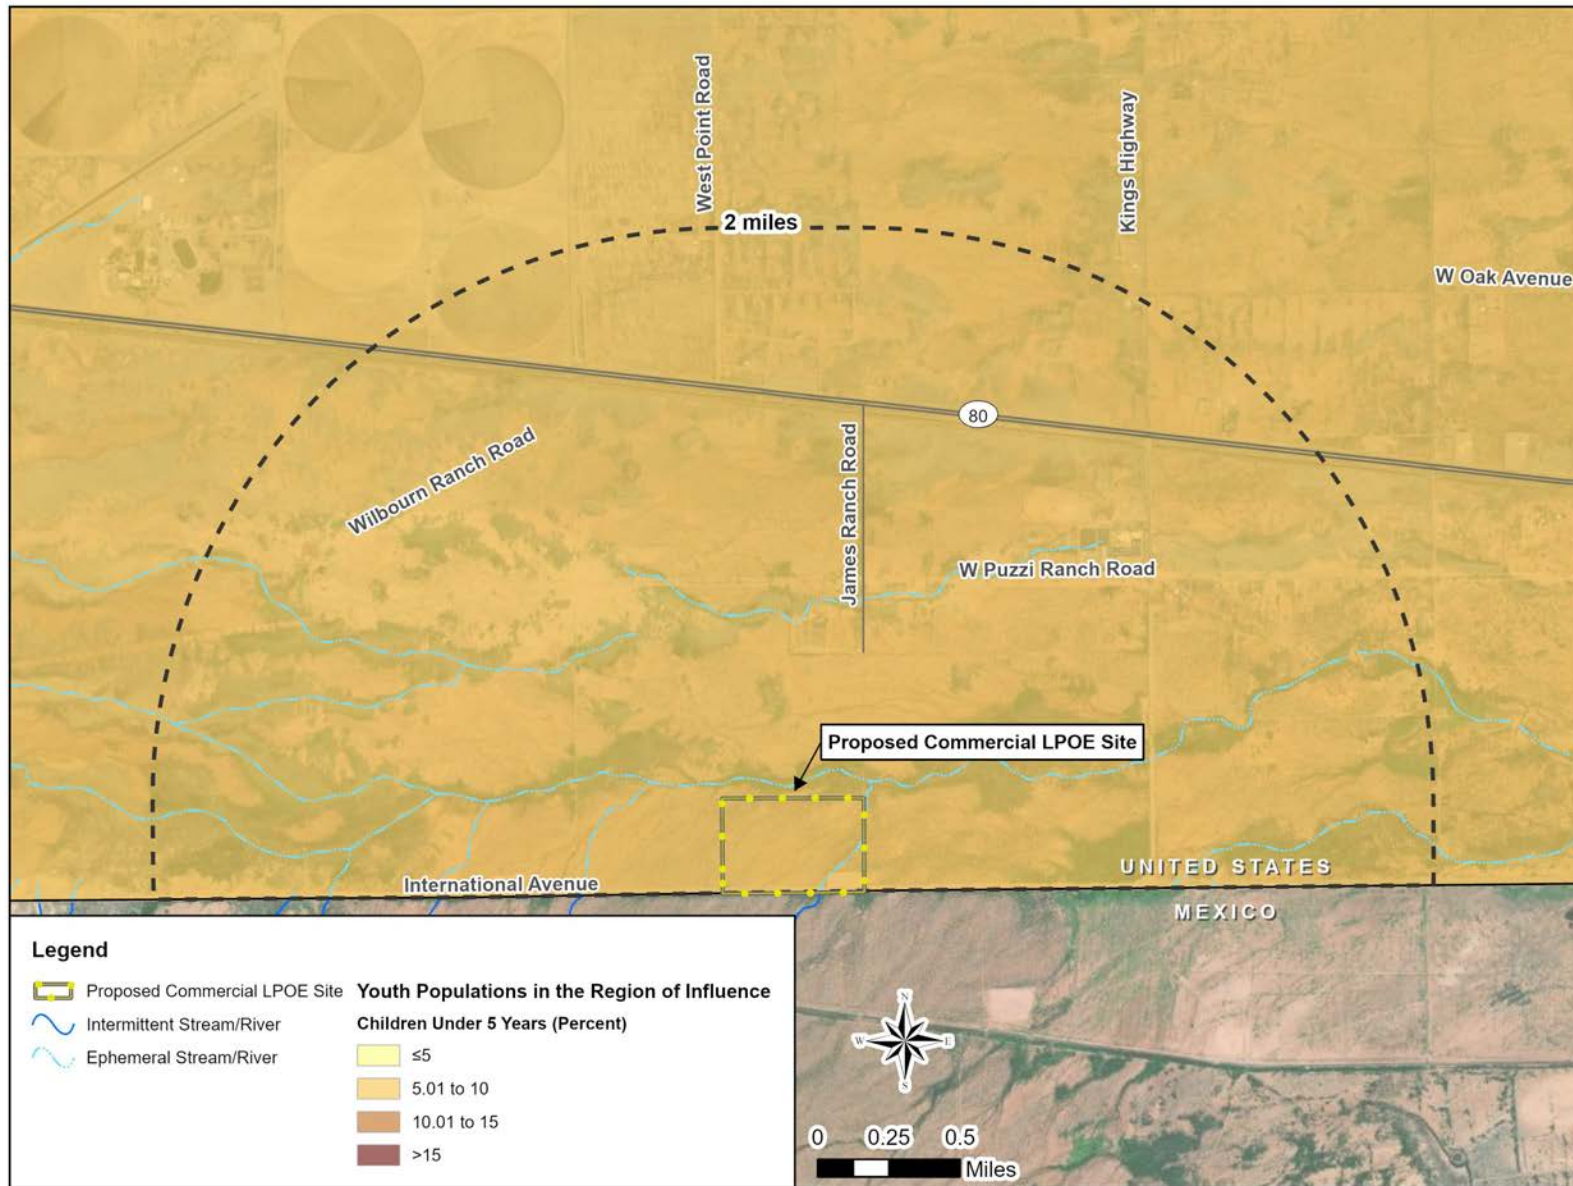 West Point Road
Kings Highway
2 miles
W Oak Avenue
80
Wilbourn Ranch Road
James Ranch Road
W Puzzi Ranch Road
Proposed Commercial LPOE Site
International Avenue
UNITED STATES
MEXICO
Legend
Proposed Commercial LPOE Site
Intermittent Stream/River
Ephemeral Stream/River
Youth Populations in the Region of Influence
Children Under 5 Years (Percent)
≤5
5.01 to 10
10.01 to 15
>15
N
W
E
S
0 0.25 0.5
Miles